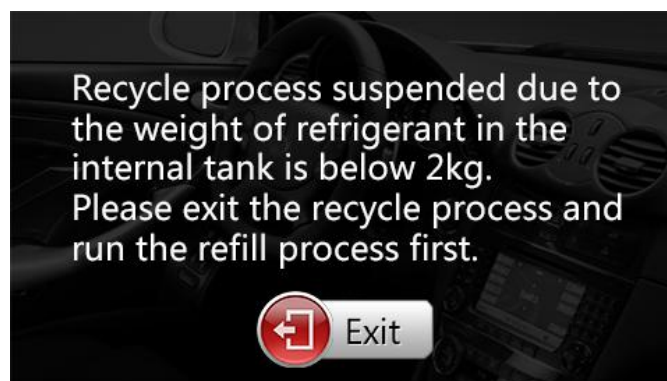 Recycle process suspended due to
the weight of refrigerant in the
internal tank is below 2kg.
Please exit the recycle process and
run the refill process first.
Exit